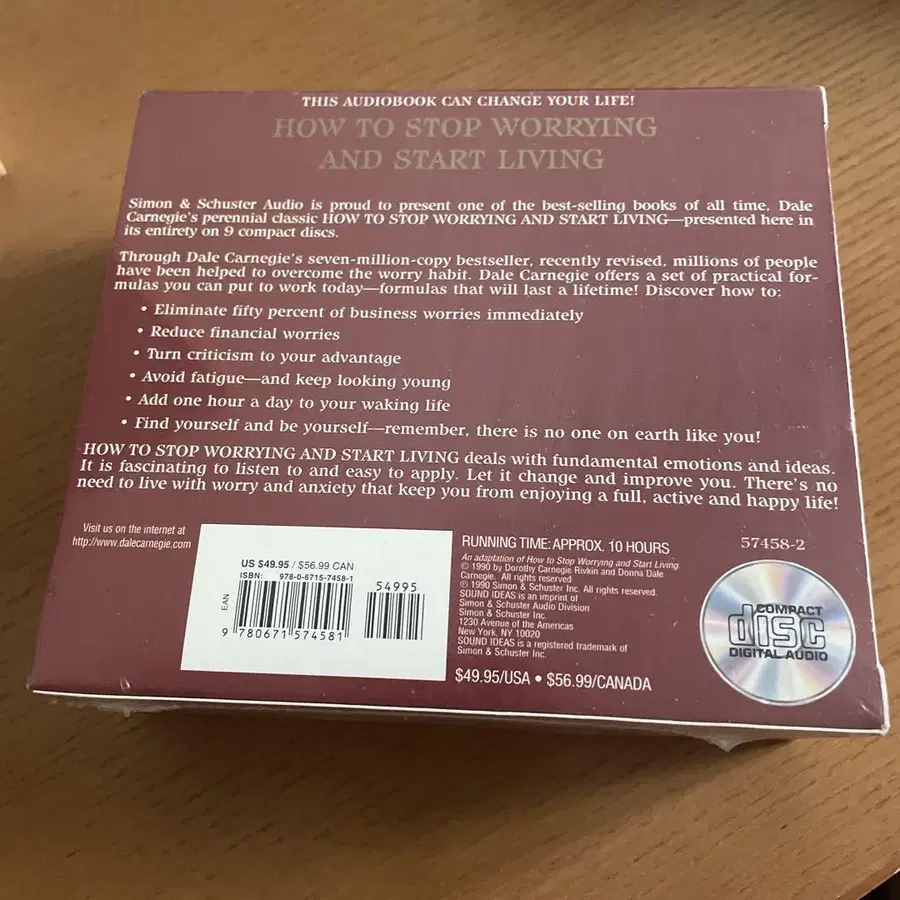 THIS AUDIOBOOK CAN CHANGE YOUR LIFE!
HOW TO STOP WORRYING
AND START LIVING
Simon & Schuster Audio is proud to present one of the best-selling books of all time, Dale
Carnegie's perennial classic HOW TO STOP WORRYING AND START LIVING—presented here in
its entirety on 9 compact discs.
Through Dale Carnegie's seven-million-copy bestseller, recently revised, millions of people
have been helped to overcome the worry habit. Dale Carnegie offers a set of practical for-
mulas you can put to work today—formulas that will last a lifetime! Discover how to:
• Eliminate fifty percent of business worries immediately
• Reduce financial worries
• Turn criticism to your advantage
• Avoid fatigue—and keep looking young
• Add one hour a day to your waking life
• Find yourself and be yourself—remember, there is no one on earth like you!
HOW TO STOP WORRYING AND START LIVING deals with fundamental emotions and ideas.
It is fascinating to listen to and easy to apply. Let it change and improve you. There's no
need to live with worry and anxiety that keep you from enjoying a full, active and happy life!
Visit us on the internet at
http://www.dalecarnegie.com
US $49.95 / $56.99 CAN
ISBN: 978-0-6715-7458-1
54995
EAN
9 780671 574581
RUNNING TIME: APPROX. 10 HOURS
An adaptation of How to Stop Worrying and Start Living.
© 1990 by Dorothy Carnegie Rivkin and Donna Dale
Carnegie. All rights reserved
℗ 1990 Simon & Schuster Inc. All rights reserved.
SOUND IDEAS is an imprint of
Simon & Schuster Audio Division
Simon & Schuster Inc.
1230 Avenue of the Americas
New York, NY 10020
SOUND IDEAS is a registered trademark of
Simon & Schuster Inc.
$49.95/USA • $56.99/CANADA
57458-2
COMPACT
disc
DIGITAL AUDIO